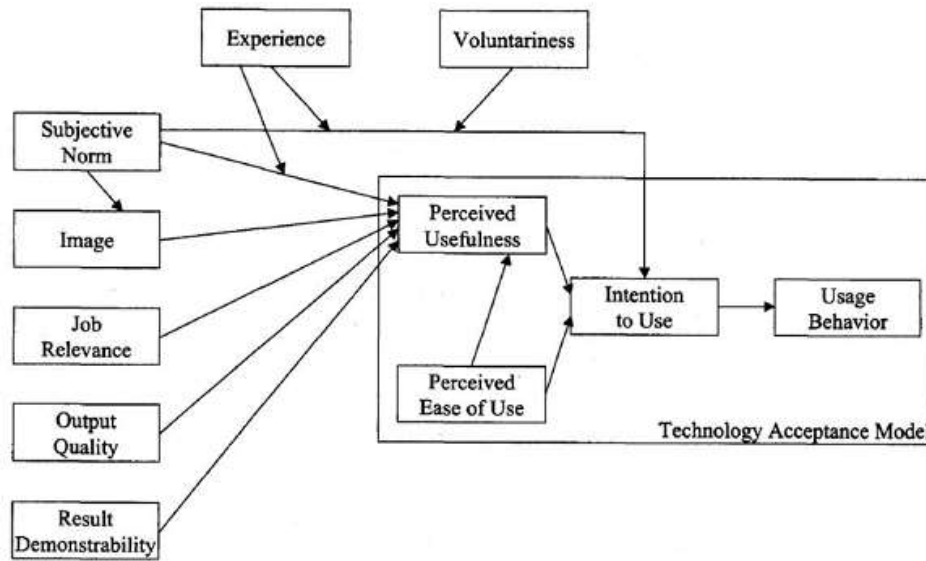 Experience
Voluntariness
Subjective
Norm
Image
Job
Relevance
Output
Quality
Result
Demonstrability
Perceived
Usefulness
Perceived
Ease of Use
Intention
to Use
Usage
Behavior
Technology Acceptance Model